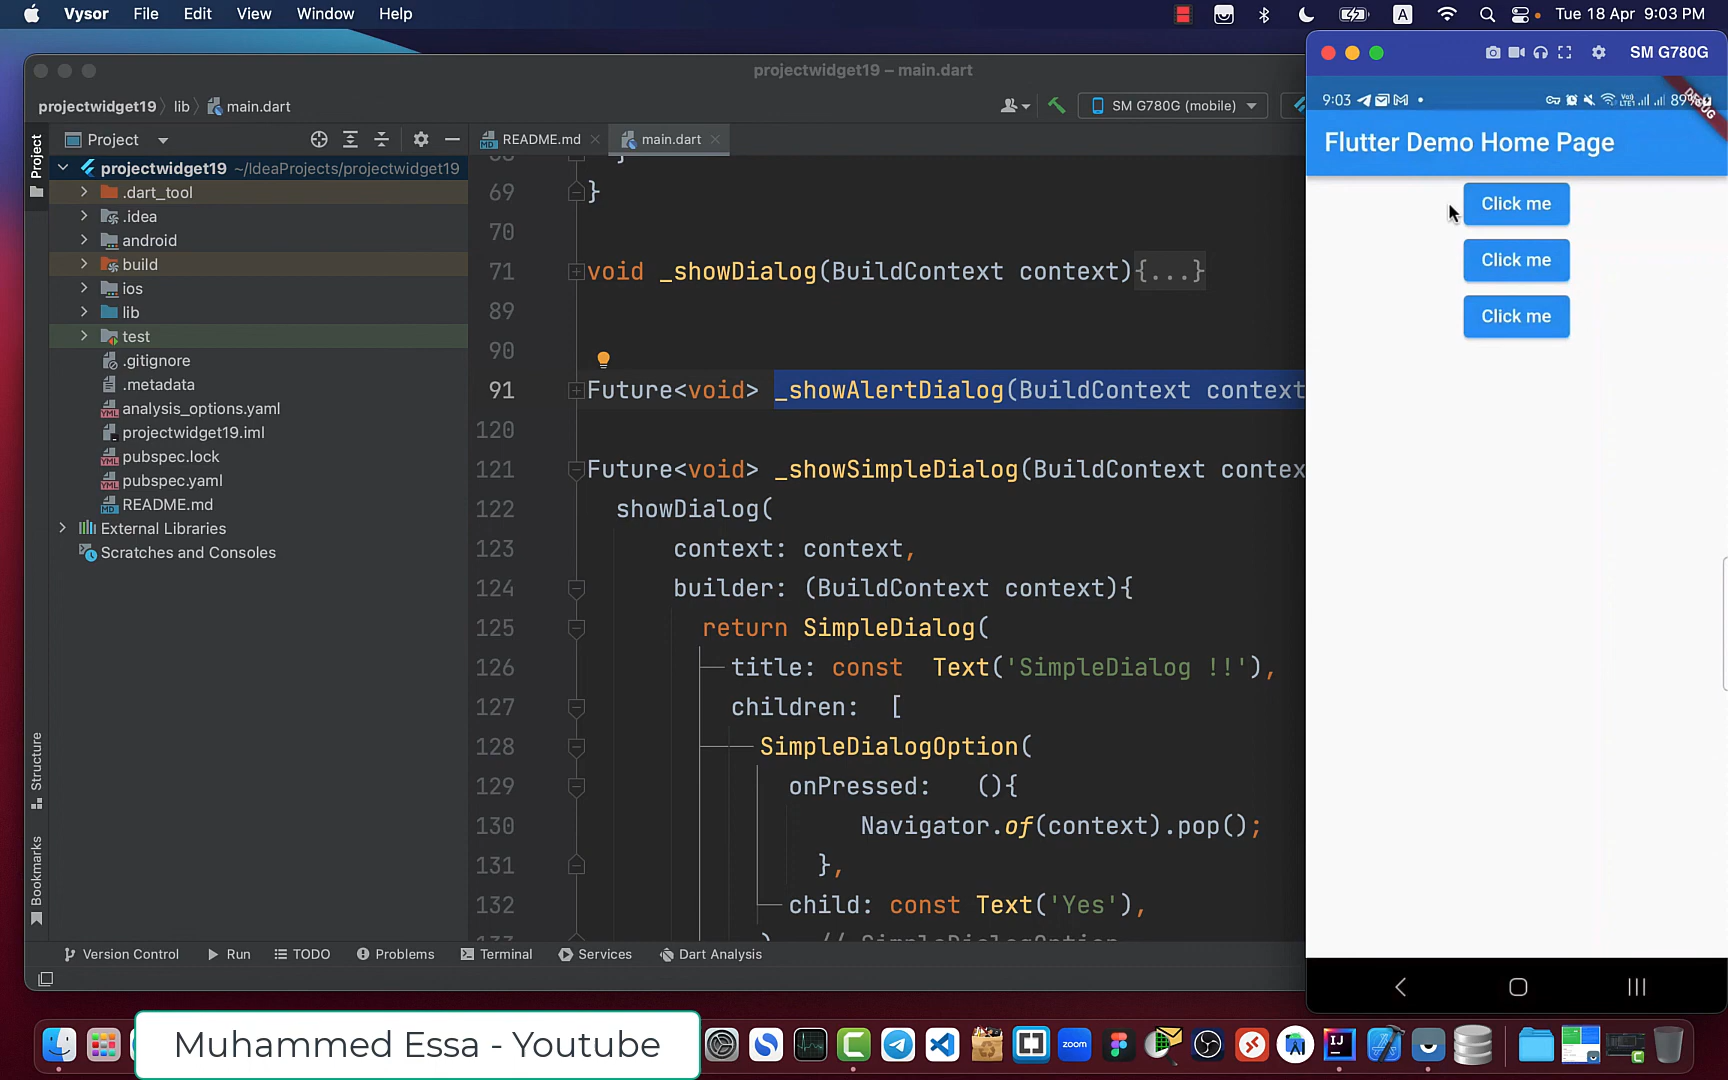 Vysor File Edit View Window Help
A Tue 18 Apr 9:03 PM
projectwidget19 – main.dart
SM G780G
projectwidget19 lib main.dart
SM G780G (mobile)
9:03
DEBUG
Project
README.md
main.dart
Flutter Demo Home Page
Project
projectwidget19 ~/IdeaProjects/projectwidget19
.dart_tool
.idea
android
build
ios
lib
test
.gitignore
.metadata
analysis_options.yaml
projectwidget19.iml
pubspec.lock
pubspec.yaml
README.md
External Libraries
Scratches and Consoles
Structure
Bookmarks
69 }
70
71 void _showDialog(BuildContext context){...}
89
90
91 Future<void> _showAlertDialog(BuildContext context
120
121 Future<void> _showSimpleDialog(BuildContext contex
122 showDialog(
123 context: context,
124 builder: (BuildContext context){
125 return SimpleDialog(
126 title: const Text('SimpleDialog !!'),
127 children: [
128 SimpleDialogOption(
129 onPressed: (){
130 Navigator.of(context).pop();
131 },
132 child: const Text('Yes'),
Click me
Click me
Click me
Version Control Run TODO Problems Terminal Services Dart Analysis
Muhammed Essa - Youtube
zoom
IJ